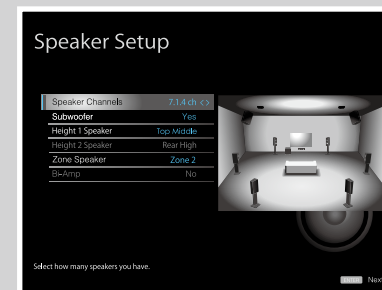 Speaker Setup
Speaker Channels 7.1.4 ch <>
Subwoofer Yes
Height 1 Speaker Top Middle
Height 2 Speaker Rear High
Zone Speaker Zone 2
Bi-Amp No
Select how many speakers you have.
ENTER Next